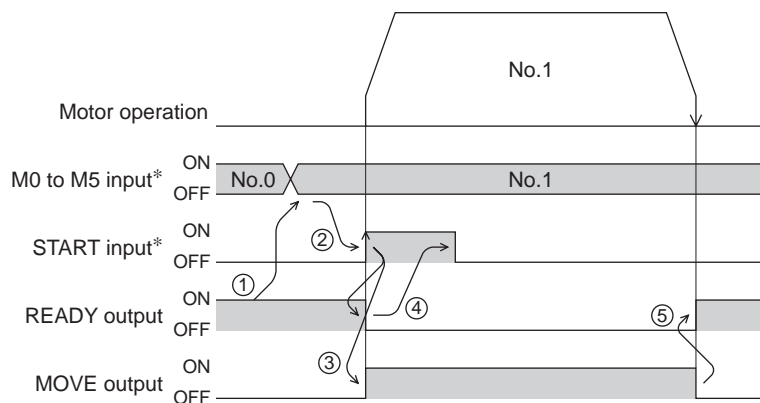 No.1
Motor operation
M0 to M5 input*
ON
OFF
No.0
No.1
START input*
ON
OFF
②
①
READY output
ON
OFF
④
⑤
③
MOVE output
ON
OFF